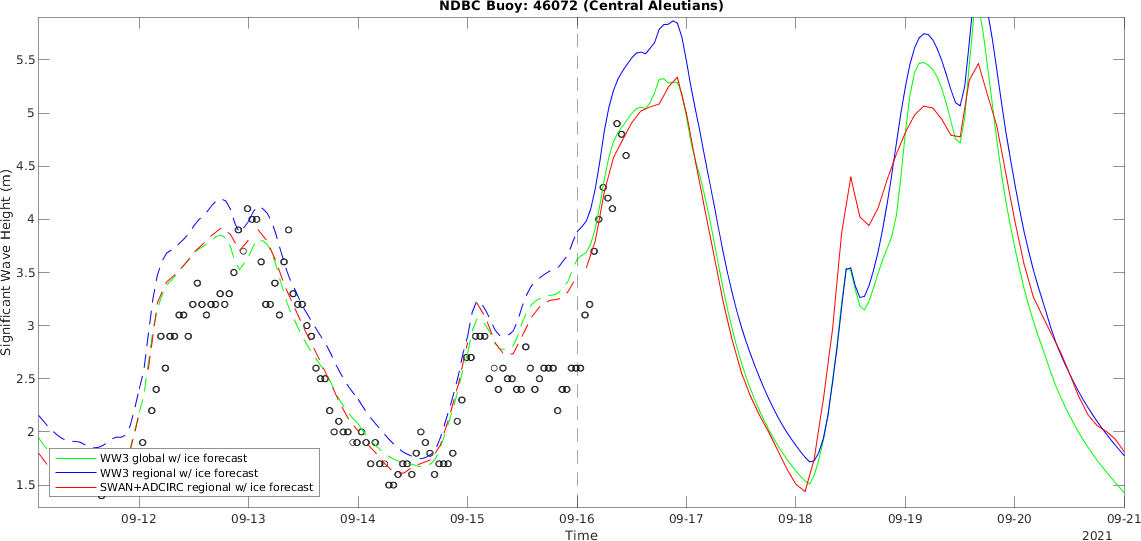 NDBC Buoy: 46072 (Central Aleutians)
Significant Wave Height (m)
5.5
5
4.5
4
3.5
3
2.5
2
1.5
WW3 global w/ ice forecast
WW3 regional w/ ice forecast
SWAN+ADCIRC regional w/ ice forecast
09-12 09-13 09-14 09-15 09-16 09-17 09-18 09-19 09-20 09-21
Time
2021